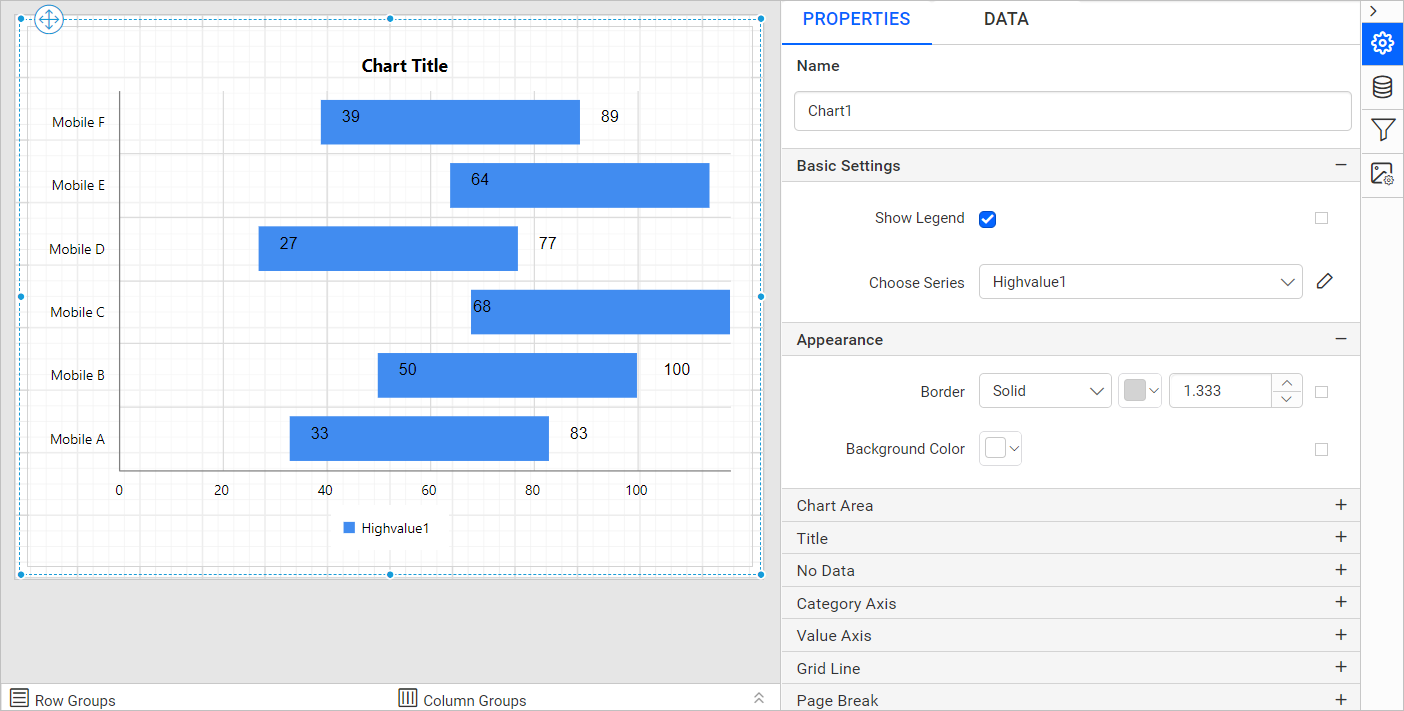 Chart Title
Mobile F
39
89
Mobile E
64
Mobile D
27
77
Mobile C
68
Mobile B
50
100
Mobile A
33
83
0
20
40
60
80
100
Highvalue1
Row Groups
Column Groups
PROPERTIES
DATA
Name
Chart1
Basic Settings
Show Legend
Choose Series
Highvalue1
Appearance
Border
Solid
1.333
Background Color
Chart Area
Title
No Data
Category Axis
Value Axis
Grid Line
Page Break